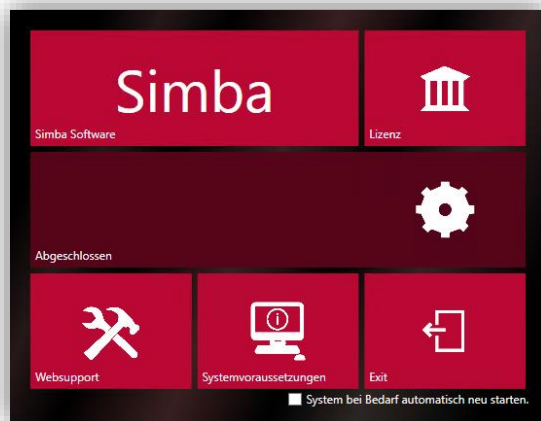 Simba
Simba Software
Lizenz
Abgeschlossen
Websupport
Systemvoraussetzungen
Exit
System bei Bedarf automatisch neu starten.